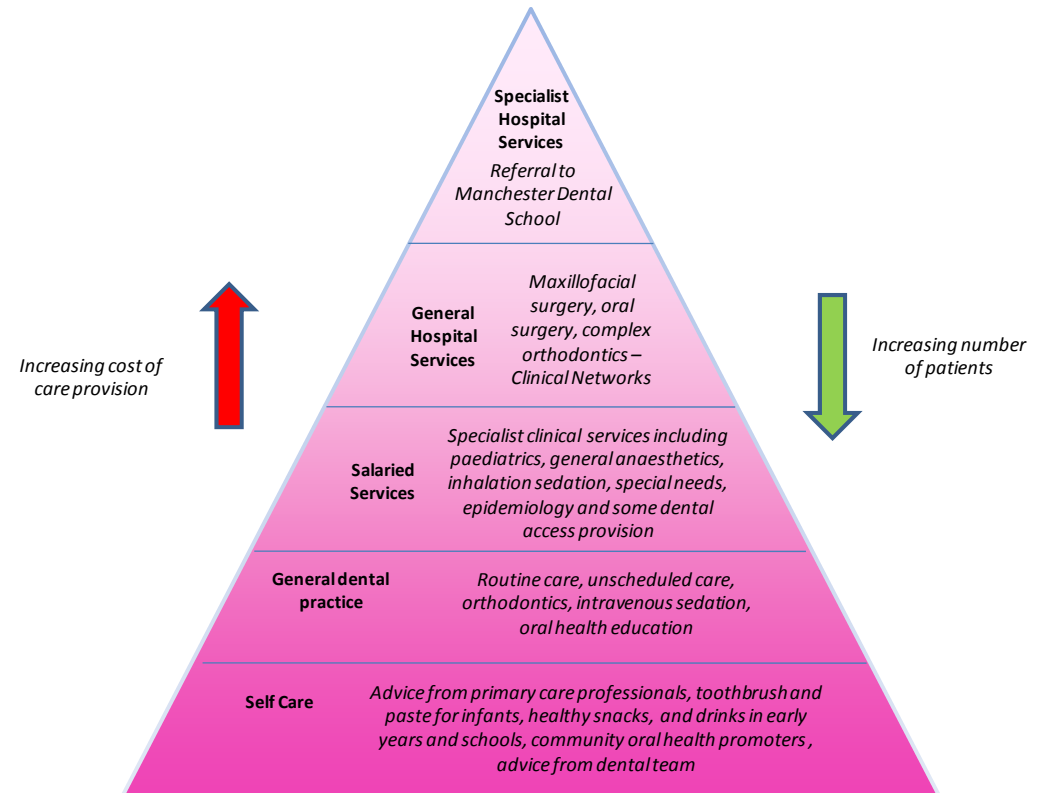 Specialist
Hospital
Services
Referral to
Manchester Dental
School
General
Hospital
Services
Maxillofacial
surgery, oral
surgery, complex
orthodontics –
Clinical Networks
Increasing cost of
care provision
Increasing number
of patients
Salaried
Services
Specialist clinical services including
paediatrics, general anaesthetics,
inhalation sedation, special needs,
epidemiology and some dental
access provision
General dental
practice
Routine care, unscheduled care,
orthodontics, intravenous sedation,
oral health education
Self Care
Advice from primary care professionals, toothbrush and
paste for infants, healthy snacks, and drinks in early
years and schools, community oral health promoters ,
advice from dental team